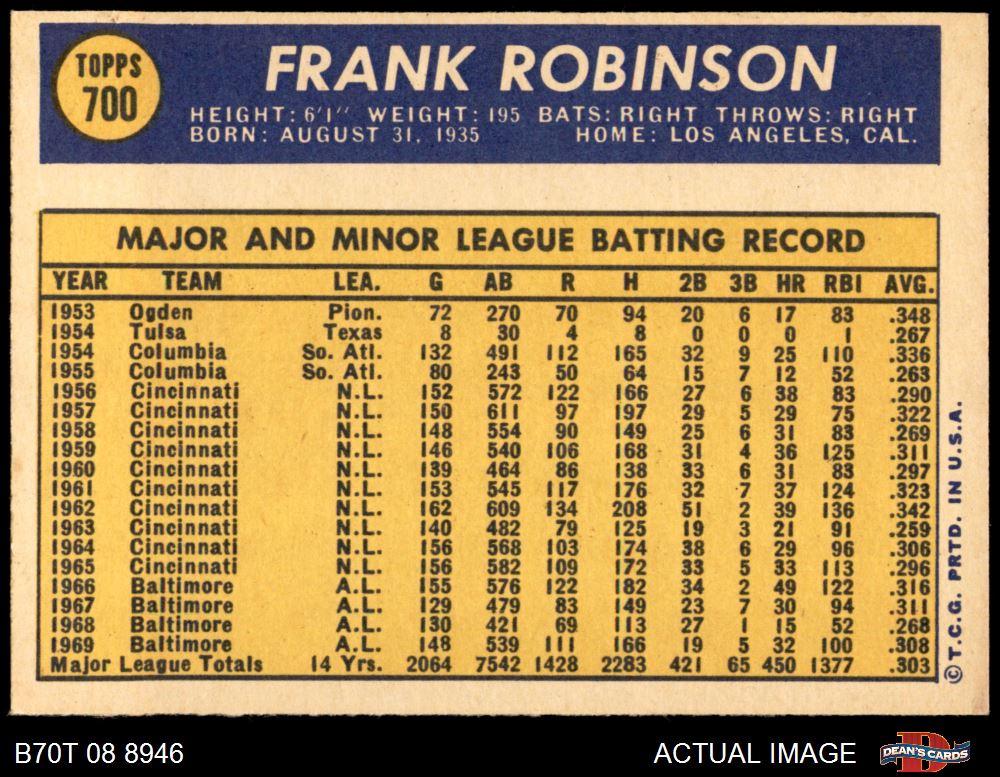 TOPPS
700
FRANK ROBINSON
HEIGHT: 6'1" WEIGHT: 195 BATS: RIGHT THROWS: RIGHT
BORN: AUGUST 31, 1935 HOME: LOS ANGELES, CAL.
MAJOR AND MINOR LEAGUE BATTING RECORD
YEAR TEAM LEA. G AB R H 2B 3B HR RBI AVG.
1953 Ogden Pion. 72 270 70 94 20 6 17 83 .348
1954 Tulsa Texas 8 30 4 8 0 0 0 1 .267
1954 Columbia So. Atl. 132 491 112 165 32 9 25 110 .336
1955 Columbia So. Atl. 80 243 50 64 15 7 12 52 .263
1956 Cincinnati N.L. 152 572 122 166 27 6 38 83 .290
1957 Cincinnati N.L. 150 611 97 197 29 5 29 75 .322
1958 Cincinnati N.L. 148 554 90 149 25 6 31 83 .269
1959 Cincinnati N.L. 146 540 106 168 31 4 36 125 .311
1960 Cincinnati N.L. 139 464 86 138 33 6 31 83 .297
1961 Cincinnati N.L. 153 545 117 176 32 7 37 124 .323
1962 Cincinnati N.L. 162 609 134 208 51 2 39 136 .342
1963 Cincinnati N.L. 140 482 79 125 19 3 21 91 .259
1964 Cincinnati N.L. 156 568 103 174 38 6 29 96 .306
1965 Cincinnati N.L. 156 582 109 172 33 5 33 113 .296
1966 Baltimore A.L. 155 576 122 182 34 2 49 122 .316
1967 Baltimore A.L. 129 479 83 149 23 7 30 94 .311
1968 Baltimore A.L. 130 421 69 113 27 1 15 52 .268
1969 Baltimore A.L. 148 539 111 166 19 5 32 100 .308
Major League Totals 14 Yrs. 2064 7542 1428 2283 421 65 450 1377 .303
© T.C.G. PRTD. IN U.S.A.
B70T 08 8946
ACTUAL IMAGE
D
DEAN'S CARDS